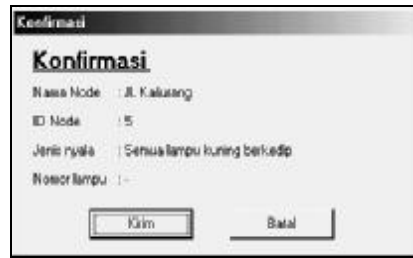 Konfirmasi
Konfirmasi
Nama Node : Jl. Kaliurang
ID Node : 5
Jenis nyala : Semua lampu kuning berkedip
Nomor lampu : -
Kirim Batal